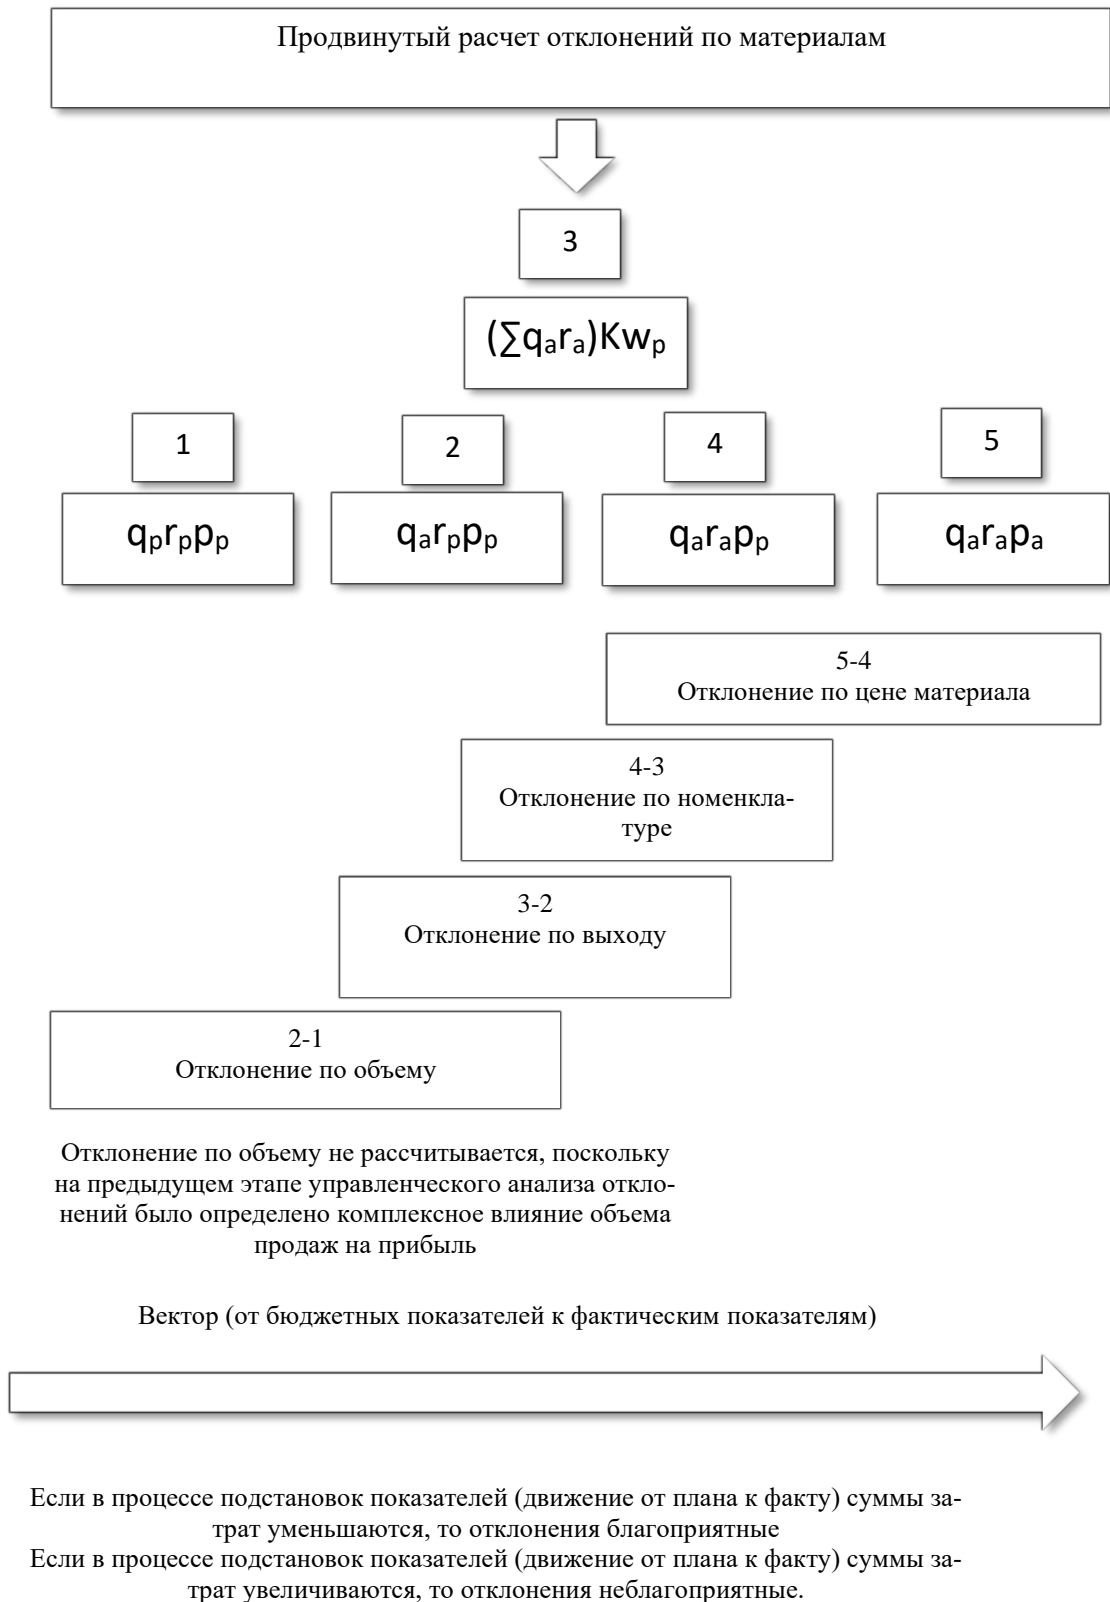 Продвинутый расчет отклонений по материалам
3
(∑qₐrₐ)Kwₚ
1
2
4
5
qₚrₚpₚ
qₐrₚpₚ
qₐrₐpₚ
qₐrₐpₐ
5-4
Отклонение по цене материала
4-3
Отклонение по номенкла-
туре
3-2
Отклонение по выходу
2-1
Отклонение по объему
Отклонение по объему не рассчитывается, поскольку
на предыдущем этапе управленческого анализа откло-
нений было определено комплексное влияние объема
продаж на прибыль
Вектор (от бюджетных показателей к фактическим показателям)
Если в процессе подстановок показателей (движение от плана к факту) суммы за-
трат уменьшаются, то отклонения благоприятные
Если в процессе подстановок показателей (движение от плана к факту) суммы за-
трат увеличиваются, то отклонения неблагоприятные.